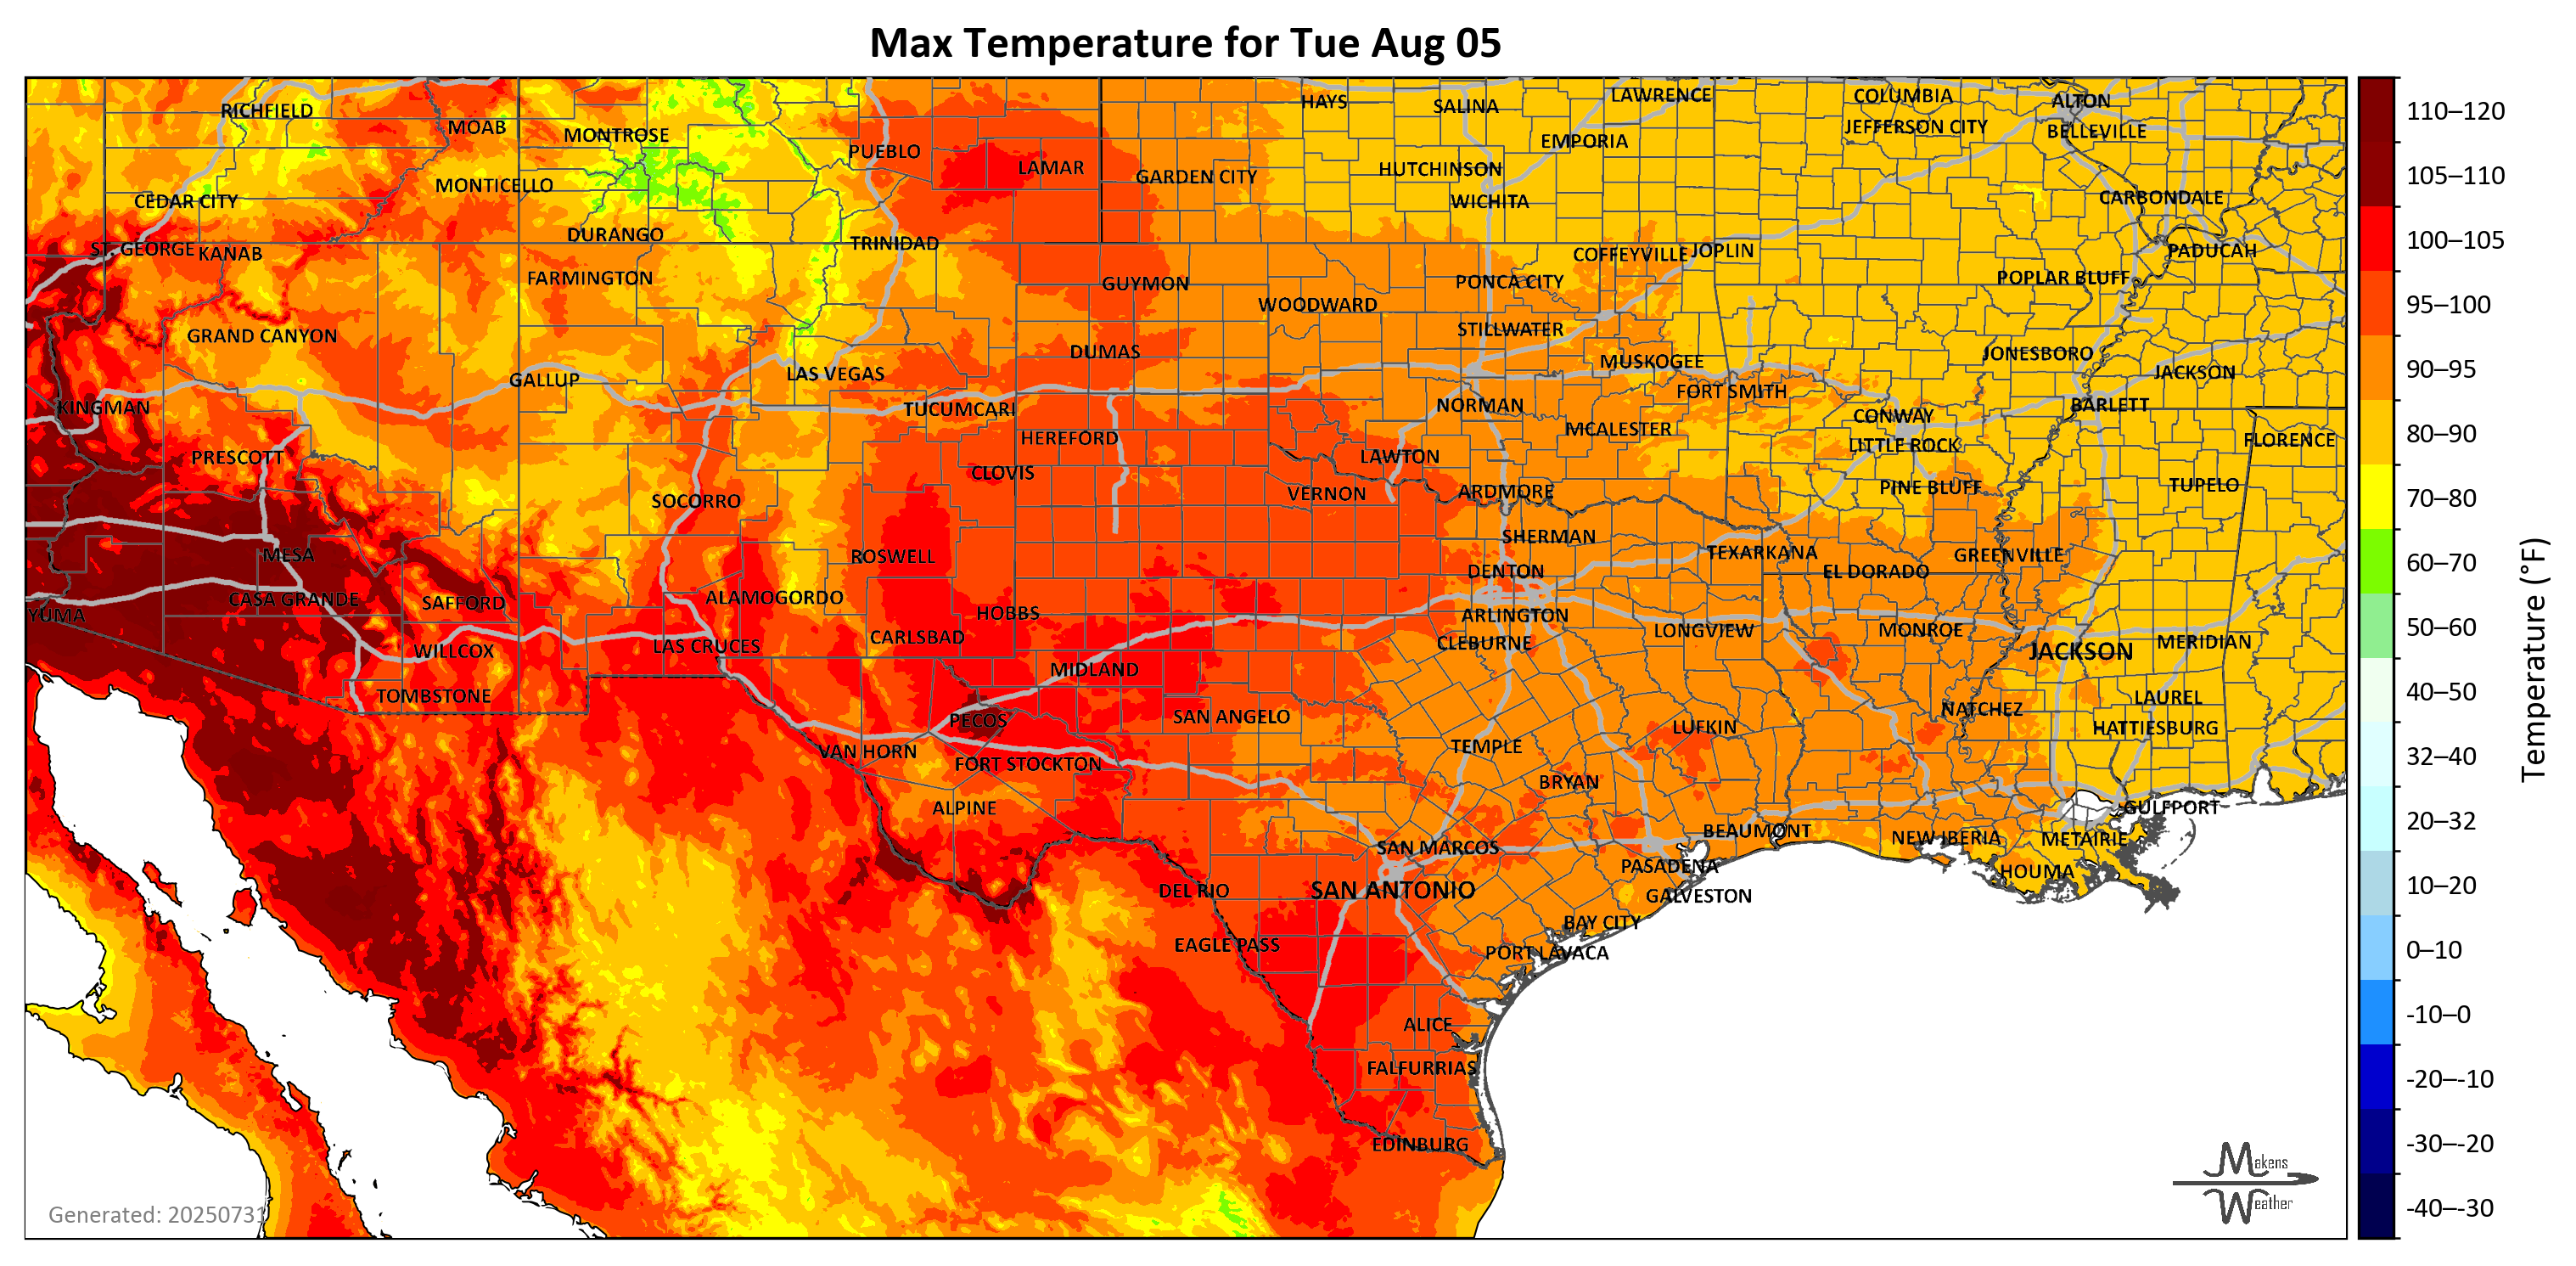 Max Temperature for Tue Aug 05
RICHFIELD
MOAB
MONTROSE
PUEBLO
LAMAR
GARDEN CITY
HAYS
SALINA
LAWRENCE
EMPORIA
HUTCHINSON
WICHITA
COLUMBIA
JEFFERSON CITY
ALTON
BELLEVILLE
CARBONDALE
CEDAR CITY
MONTICELLO
DURANGO
TRINIDAD
ST. GEORGE
KANAB
FARMINGTON
GUYMON
WOODWARD
PONCA CITY
COFFEYVILLE
JOPLIN
POPLAR BLUFF
PADUCAH
GRAND CANYON
GALLUP
LAS VEGAS
DUMAS
STILLWATER
MUSKOGEE
FORT SMITH
JONESBORO
JACKSON
KINGMAN
TUCUMCARI
HEREFORD
NORMAN
MCALESTER
CONWAY
LITTLE ROCK
BARLETT
FLORENCE
PRESCOTT
SOCORRO
CLOVIS
VERNON
LAWTON
ARDMORE
PINE BLUFF
TUPELO
MESA
ROSWELL
SHERMAN
DENTON
TEXARKANA
EL DORADO
GREENVILLE
YUMA
CASA GRANDE
SAFFORD
ALAMOGORDO
HOBBS
ARLINGTON
CLEBURNE
LONGVIEW
MONROE
JACKSON
MERIDIAN
WILLCOX
LAS CRUCES
CARLSBAD
MIDLAND
TOMBSTONE
PECOS
SAN ANGELO
TEMPLE
LUFKIN
NATCHEZ
LAUREL
HATTIESBURG
VAN HORN
FORT STOCKTON
BRYAN
ALPINE
SAN MARCOS
BEAUMONT
NEW IBERIA
METAIRIE
GULFPORT
DEL RIO
SAN ANTONIO
PASADENA
GALVESTON
HOUMA
EAGLE PASS
BAY CITY
PORT LAVACA
ALICE
FALFURRIAS
EDINBURG
Generated: 20250731
Makens
Weather
110–120
105–110
100–105
95–100
90–95
80–90
70–80
60–70
50–60
40–50
32–40
20–32
10–20
0–10
-10–0
-20–-10
-30–-20
-40–-30
Temperature (°F)